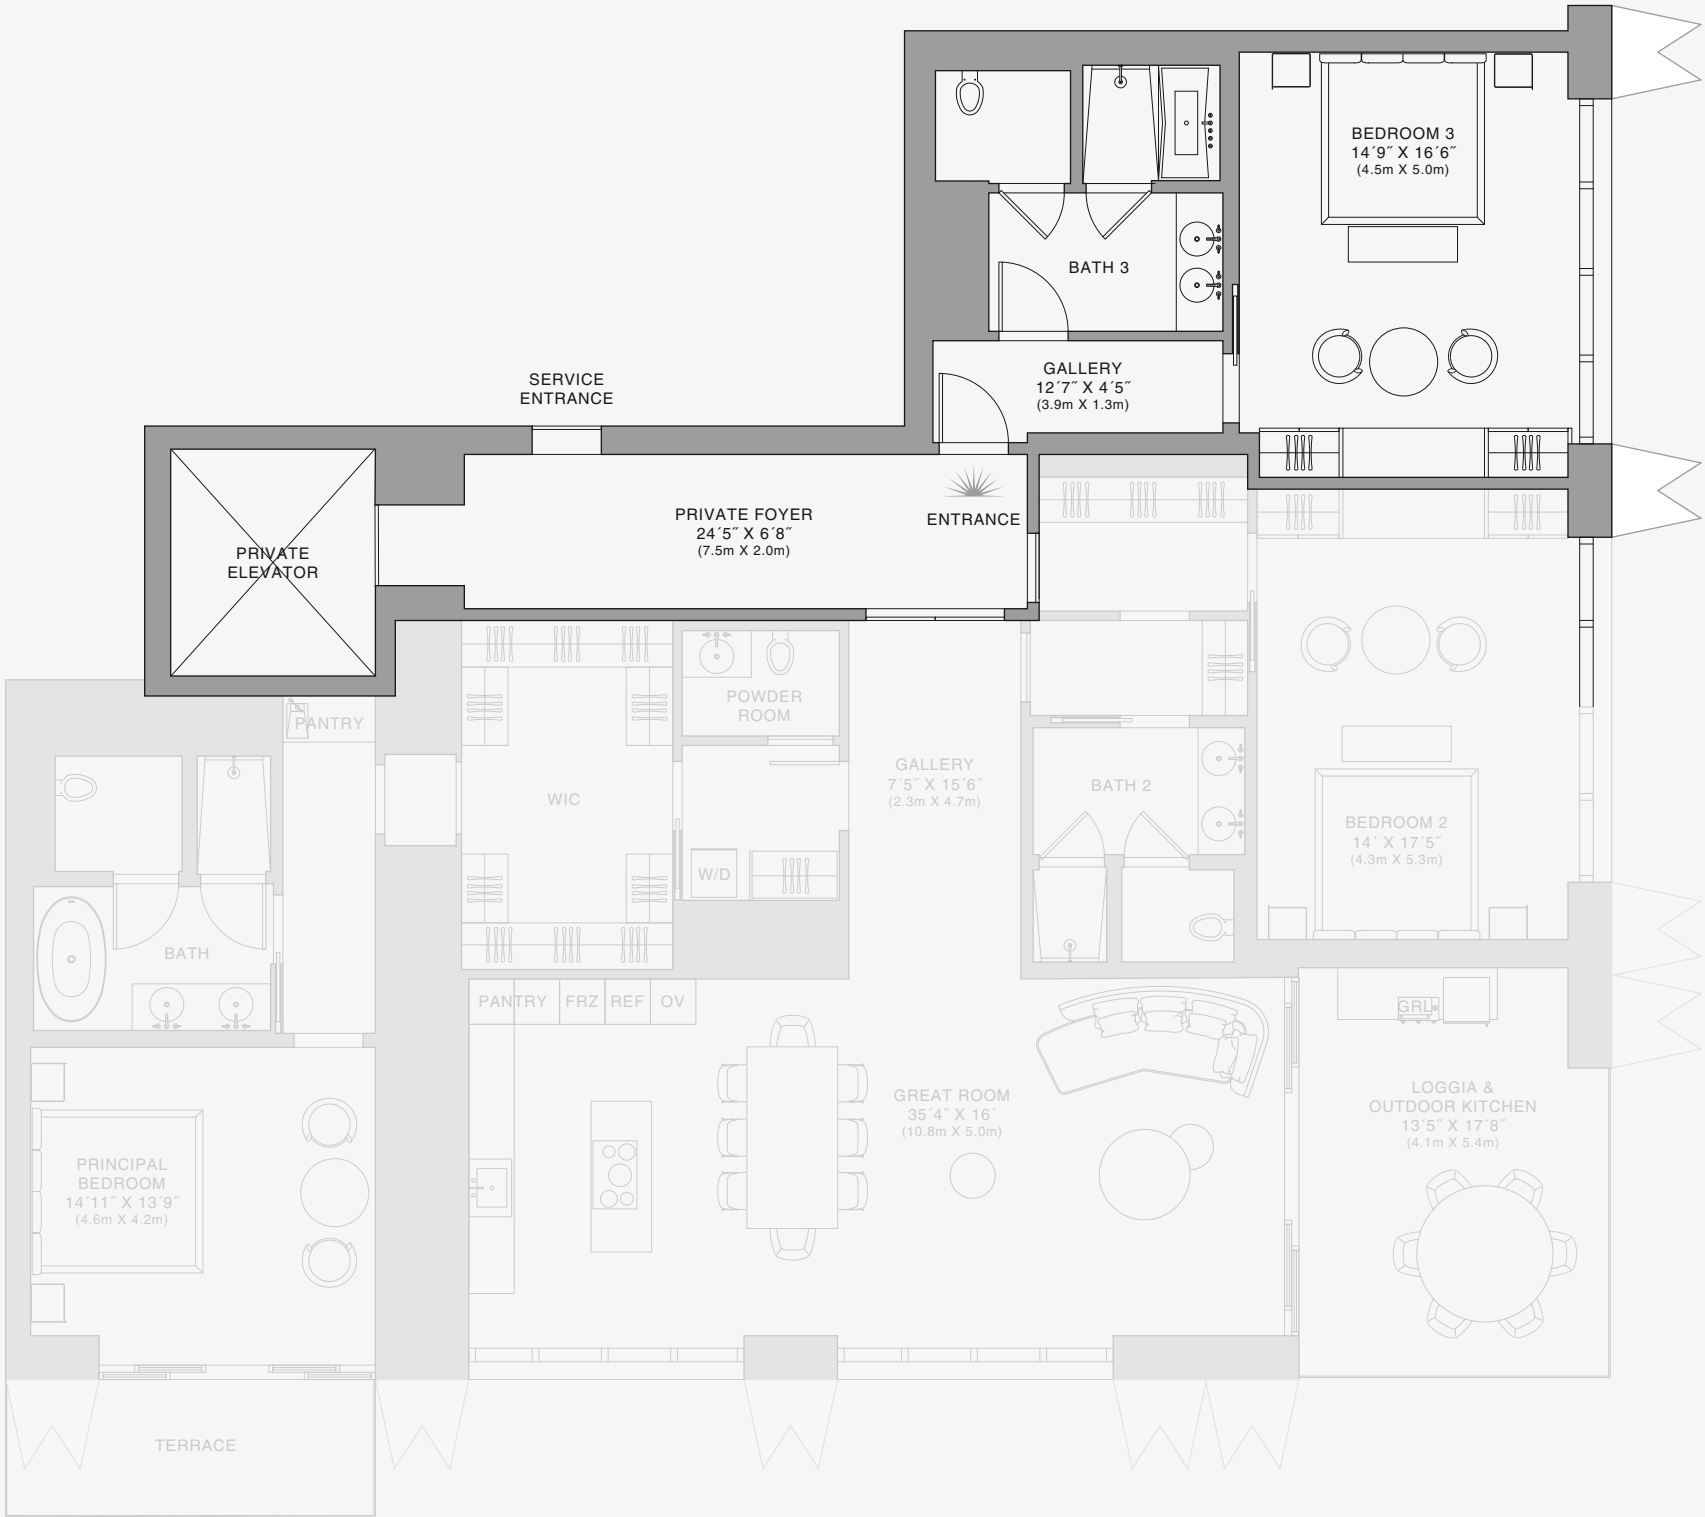 BEDROOM 3
14´9˝ X 16´6˝
(4.5m X 5.0m)
BATH 3
GALLERY
12´7˝ X 4´5˝
(3.9m X 1.3m)
SERVICE
ENTRANCE
PRIVATE FOYER
24´5˝ X 6´8˝
(7.5m X 2.0m)
ENTRANCE
PRIVATE
ELEVATOR
PANTRY
POWDER
ROOM
WIC
GALLERY
7´5˝ X 15´6˝
(2.3m X 4.7m)
BATH 2
BEDROOM 2
14´ X 17´5˝
(4.3m X 5.3m)
W/D
BATH
PANTRY
FRZ
REF
OV
GRL
GREAT ROOM
35´4˝ X 16´
(10.8m X 5.0m)
LOGGIA &
OUTDOOR KITCHEN
13´5˝ X 17´8˝
(4.1m X 5.4m)
PRINCIPAL
BEDROOM
14´11˝ X 13´9˝
(4.6m X 4.2m)
TERRACE